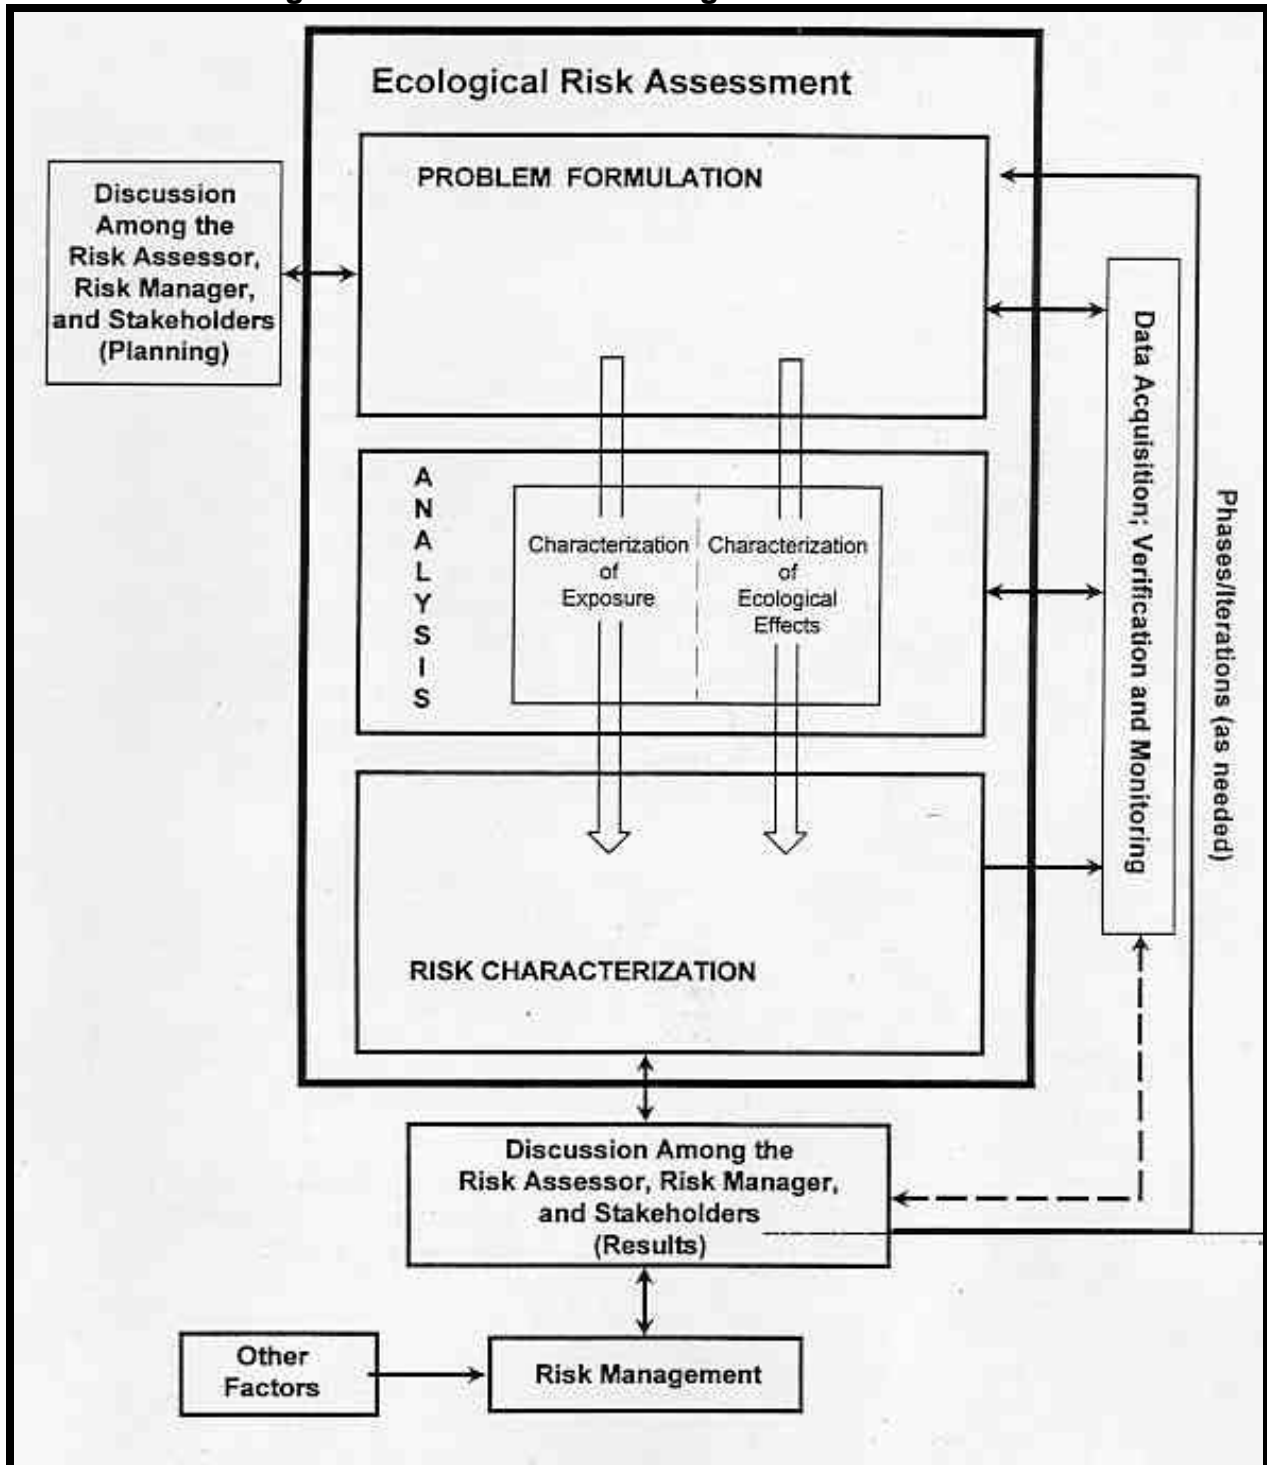 Ecological Risk Assessment
PROBLEM FORMULATION
Discussion
Among the
Risk Assessor,
Risk Manager,
and Stakeholders
(Planning)
ANALYSIS
Characterization
of
Exposure
Characterization
of
Ecological
Effects
Data Acquisition; Verification and Monitoring
Phases/Iterations (as needed)
RISK CHARACTERIZATION
Discussion Among the
Risk Assessor, Risk Manager,
and Stakeholders
(Results)
Other
Factors
Risk Management